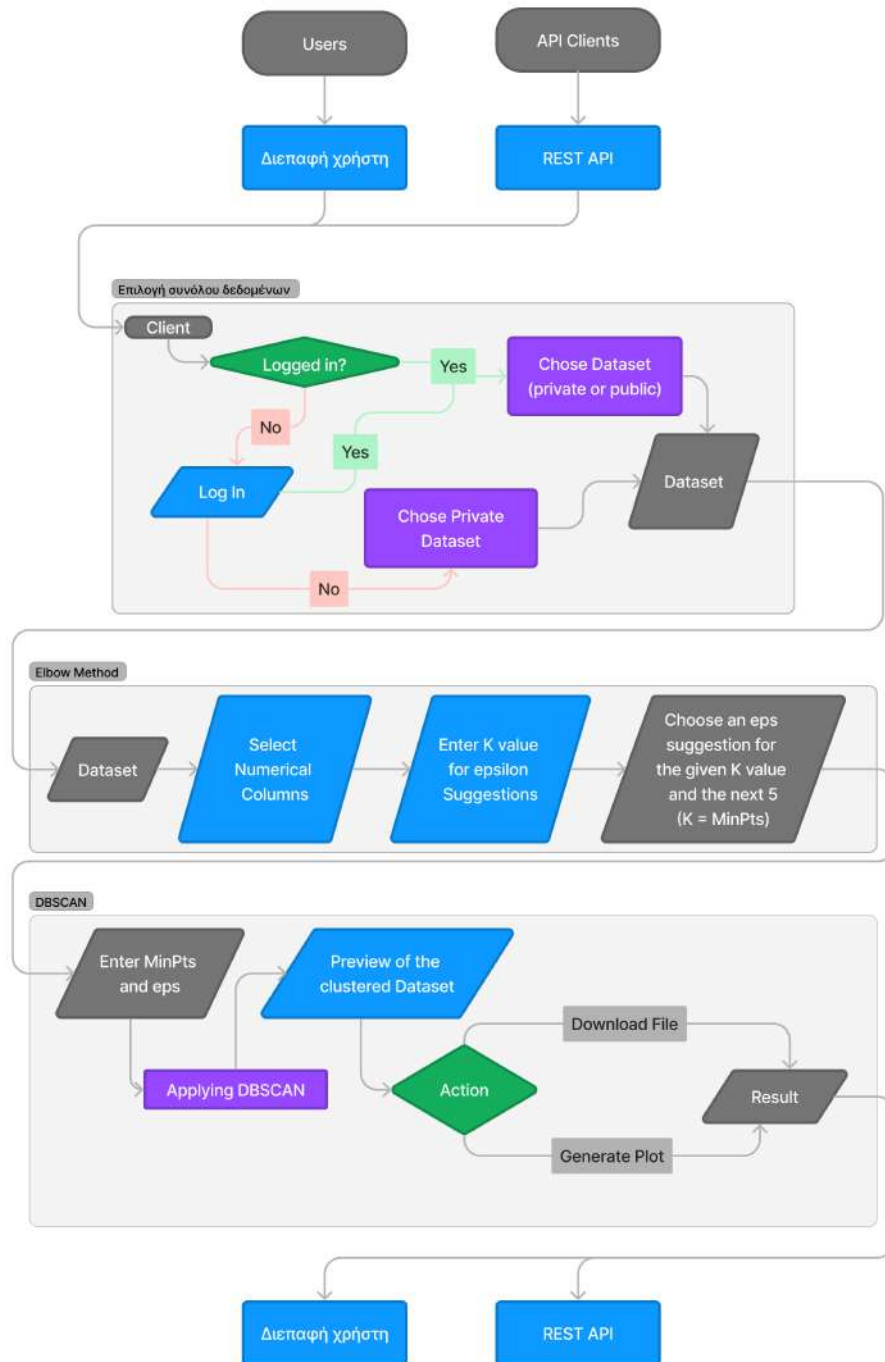 Users
API Clients
Διεπαφή χρήστη
REST API
Επιλογή συνόλου δεδομένων
Client
Logged in?
Yes
Chose Dataset
(private or public)
No
Yes
Log In
Dataset
Chose Private
Dataset
No
Elbow Method
Dataset
Select
Numerical
Columns
Enter K value
for epsilon
Suggestions
Choose an eps
suggestion for
the given K value
and the next 5
(K = MinPts)
DBSCAN
Enter MinPts
and eps
Preview of the
clustered Dataset
Download File
Applying DBSCAN
Action
Result
Generate Plot
Διεπαφή χρήστη
REST API